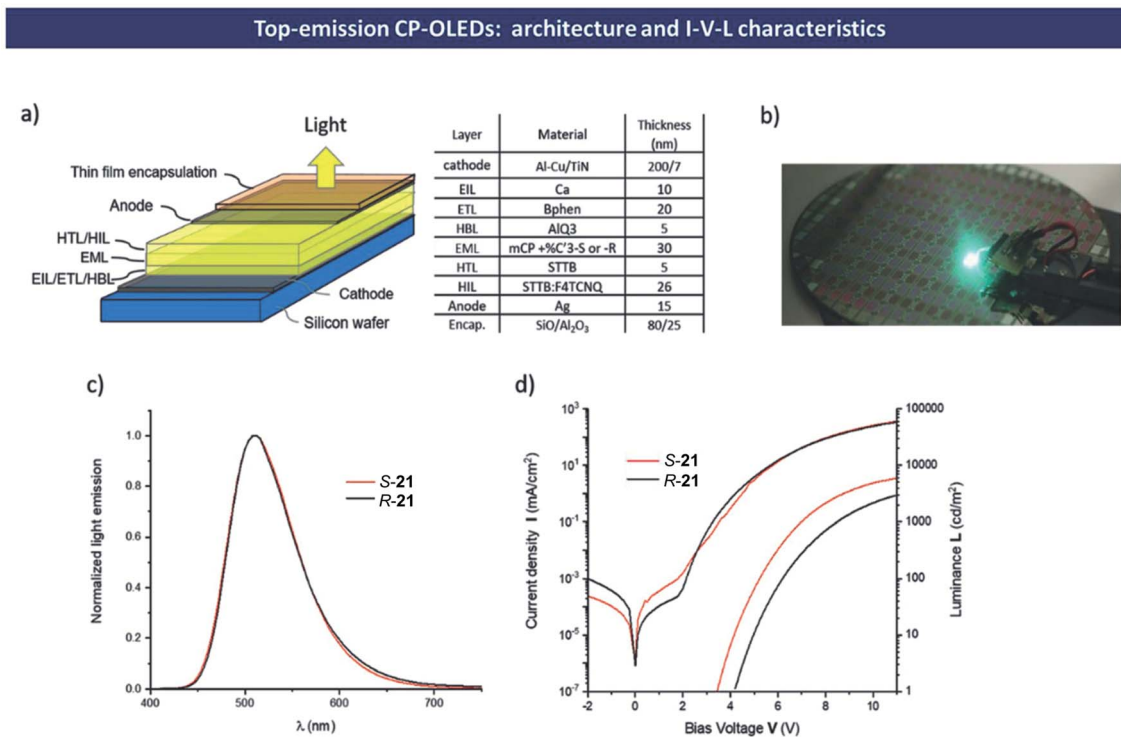 Top-emission CP-OLEDs: architecture and I-V-L characteristics
a)
Light
Thin film encapsulation
Anode
HTL/HIL
EML
EIL/ETL/HBL
Cathode
Silicon wafer
Layer Material Thickness (nm)
cathode Al-Cu/TiN 200/7
EIL Ca 10
ETL Bphen 20
HBL AlQ3 5
EML mCP +%C'3-S or -R 30
HTL STTB 5
HIL STTB:F4TCNQ 26
Anode Ag 15
Encap. SiO/Al₂O₃ 80/25
b)
c)
Normalized light emission
1.0
0.8
0.6
0.4
0.2
0.0
400 500 600 700
λ (nm)
S-21
R-21
d)
Current density I (mA/cm²)
10³
10¹
10⁻¹
10⁻³
10⁻⁵
10⁻⁷
-2 0 2 4 6 8 10
Bias Voltage V (V)
S-21
R-21
100000
10000
1000
100
10
1
Luminance L (cd/m²)